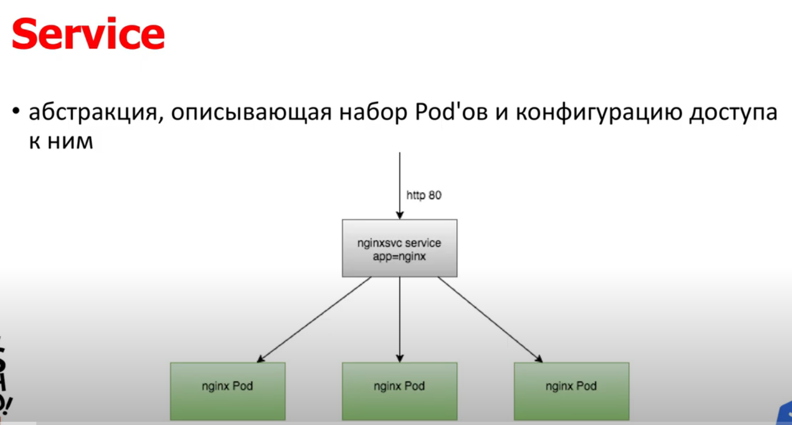 Service
• абстракция, описывающая набор Pod'ов и конфигурацию доступа
к ним
http 80
nginxsvc service
app=nginx
nginx Pod
nginx Pod
nginx Pod